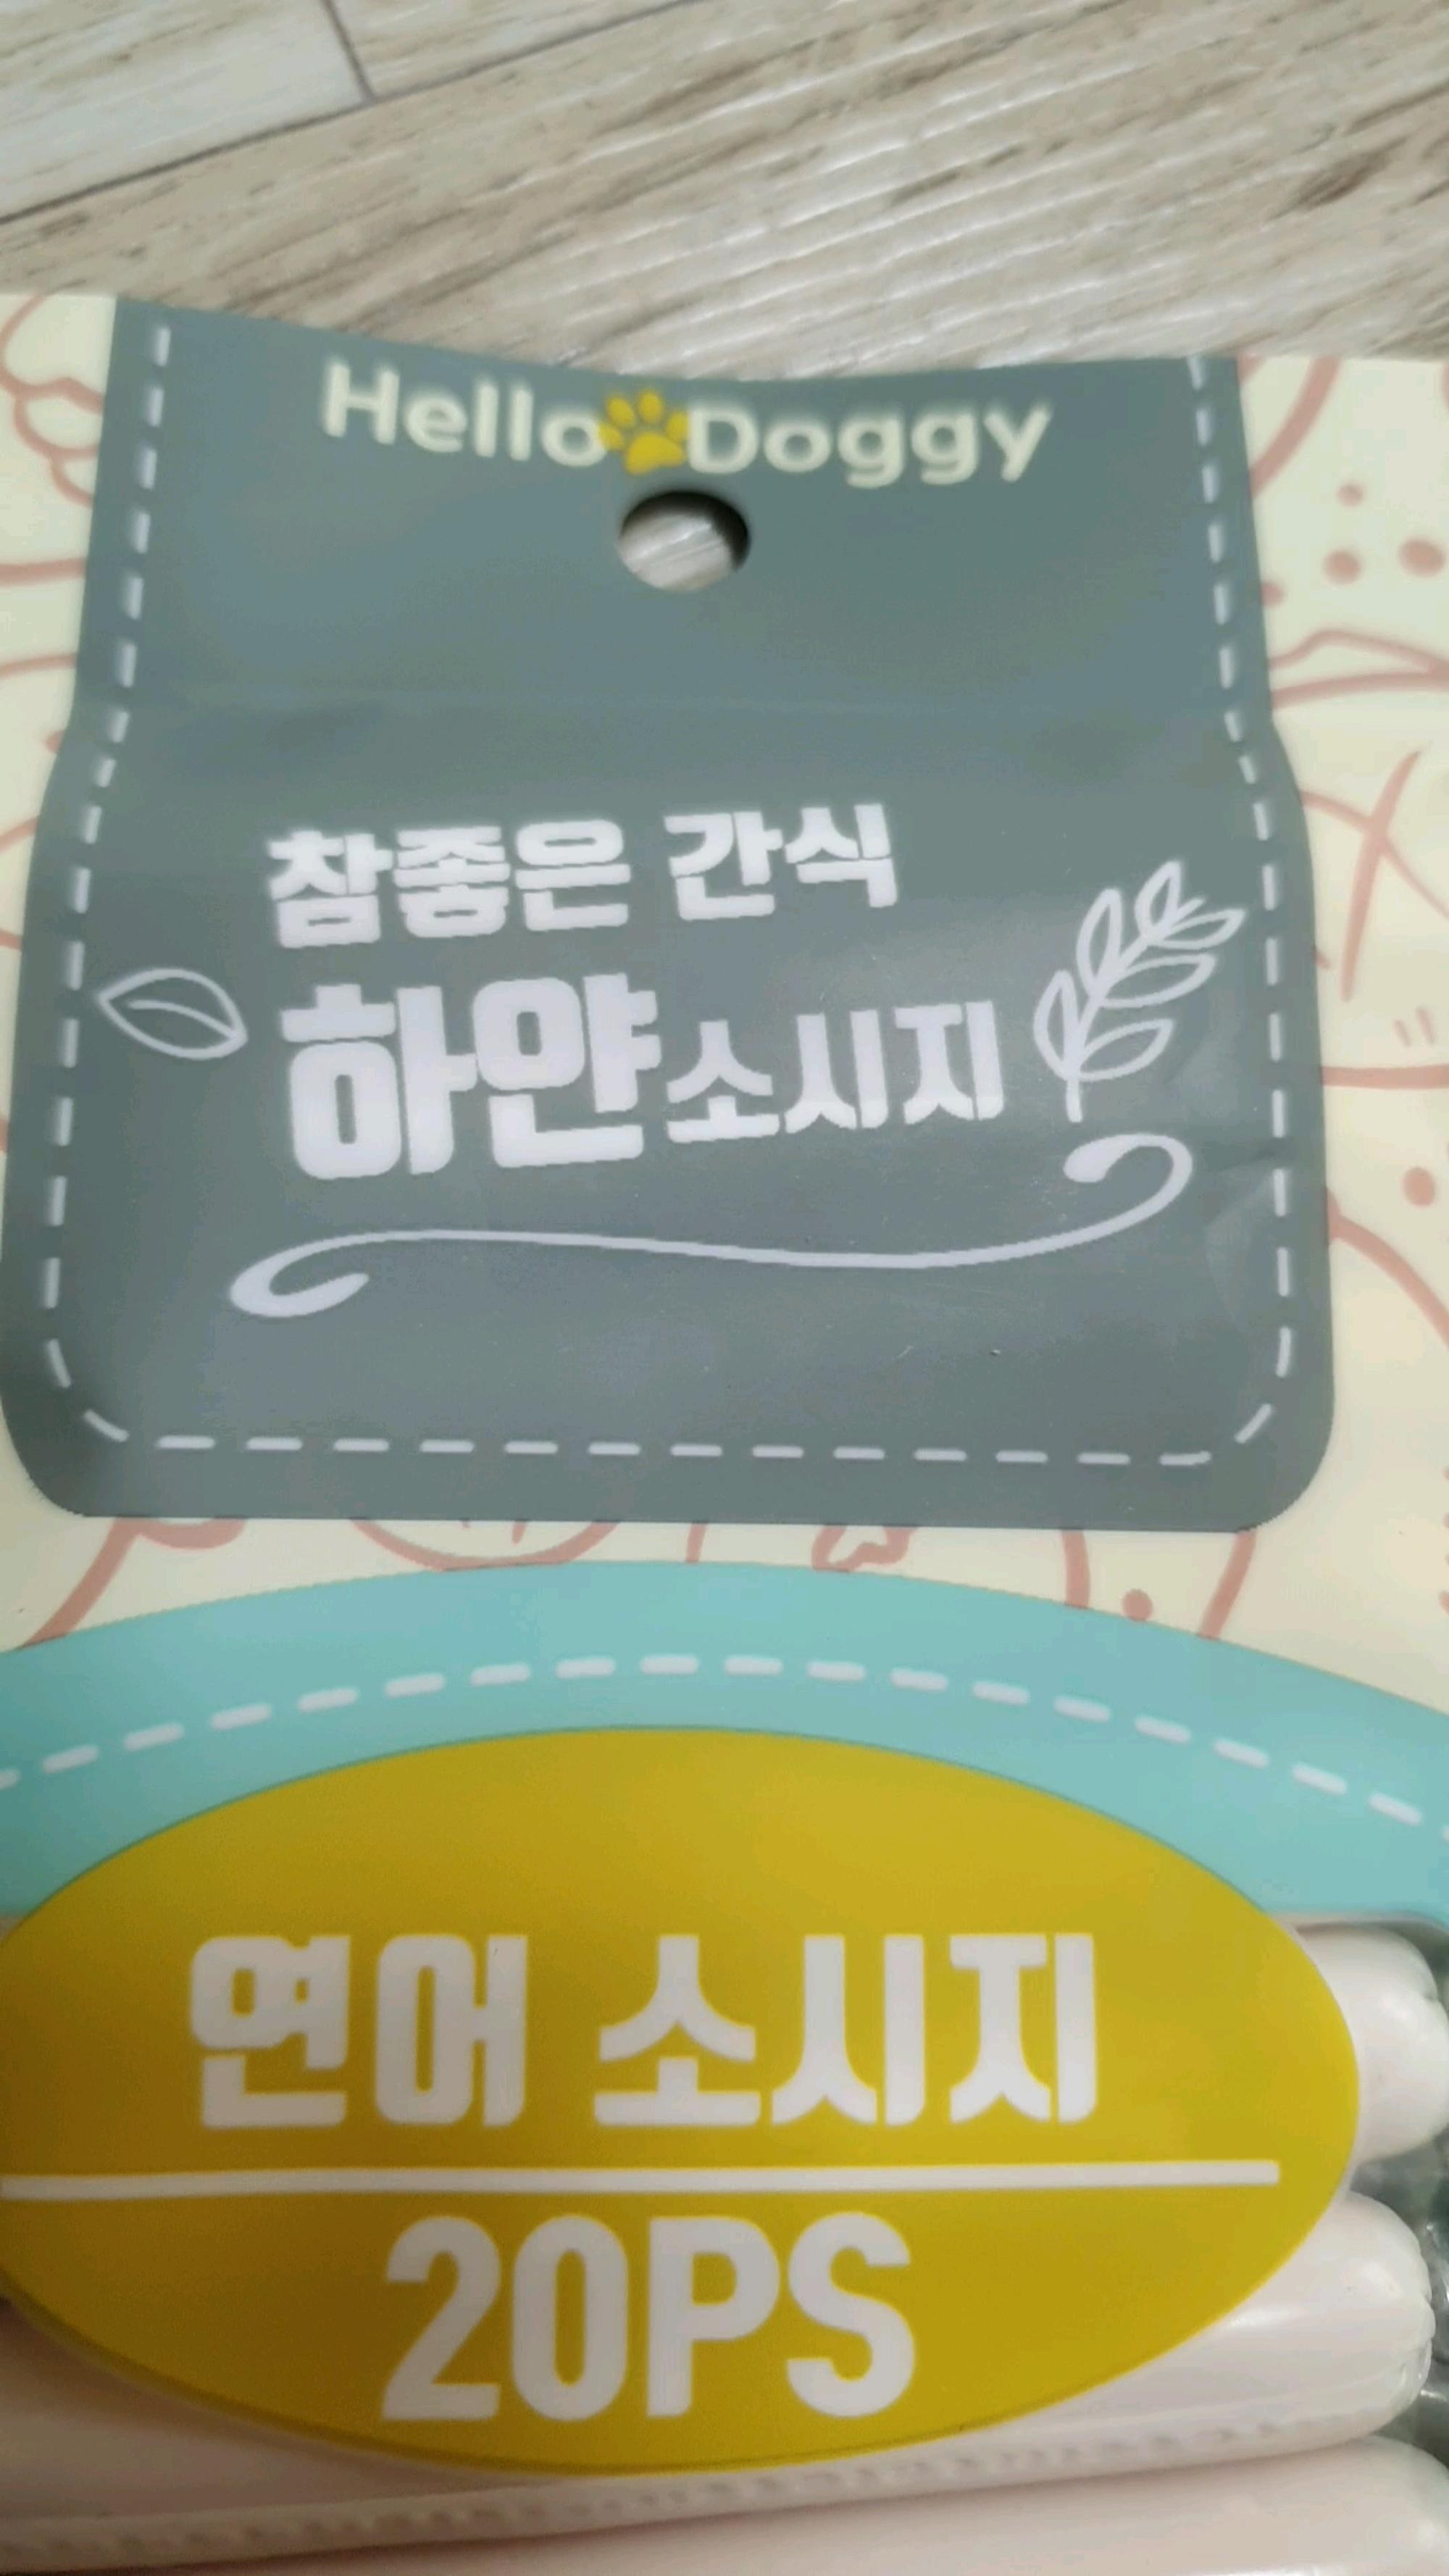 Hello Doggy
참좋은 간식
하얀소시지
연어 소시지
20PS